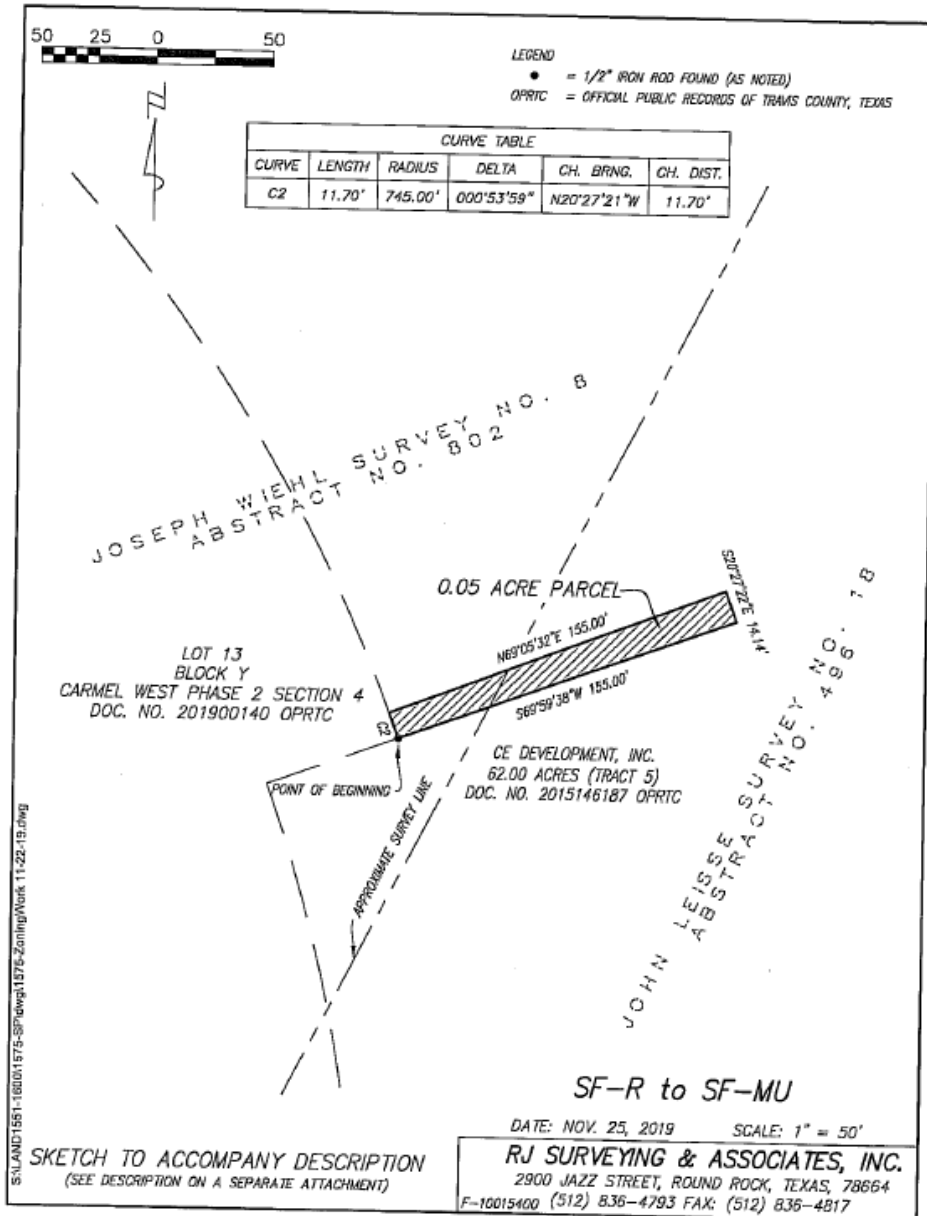 50 25 0 50
N
LEGEND
● = 1/2" IRON ROD FOUND (AS NOTED)
OPRTC = OFFICIAL PUBLIC RECORDS OF TRAVIS COUNTY, TEXAS
CURVE TABLE
CURVE LENGTH RADIUS DELTA CH. BRNG. CH. DIST.
C2 11.70' 745.00' 000°53'59" N20°27'21"W 11.70'
JOSEPH WIEHL SURVEY NO. 8
ABSTRACT NO. 802
0.05 ACRE PARCEL
S20°27'22"E 14.14'
N69°05'32"E 155.00'
S69°59'38"W 155.00'
C2
LOT 13
BLOCK Y
CARMEL WEST PHASE 2 SECTION 4
DOC. NO. 201900140 OPRTC
POINT OF BEGINNING
CE DEVELOPMENT, INC.
62.00 ACRES (TRACT 5)
DOC. NO. 2015146187 OPRTC
APPROXIMATE SURVEY LINE
JOHN LEISSE SURVEY NO. 18
ABSTRACT NO. 496
S:\LAND1551-1600\1575-SP\dwg\1575-ZoningWork 11-22-19.dwg
SF-R to SF-MU
DATE: NOV. 25, 2019 SCALE: 1" = 50'
SKETCH TO ACCOMPANY DESCRIPTION
(SEE DESCRIPTION ON A SEPARATE ATTACHMENT)
RJ SURVEYING & ASSOCIATES, INC.
2900 JAZZ STREET, ROUND ROCK, TEXAS, 78664
F-10015400 (512) 836-4793 FAX: (512) 836-4817